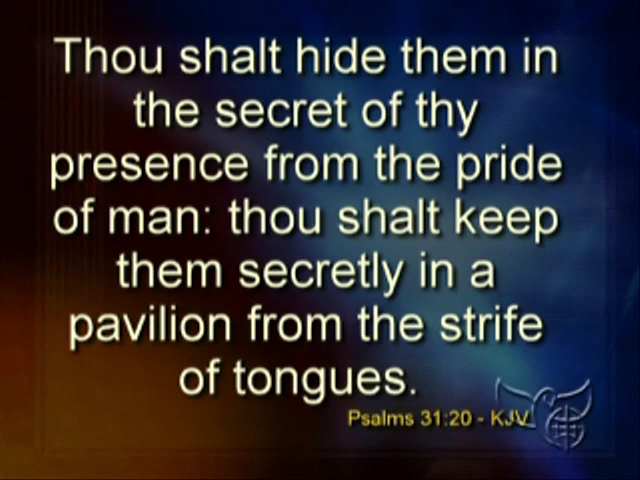 Thou shalt hide them in
the secret of thy
presence from the pride
of man: thou shalt keep
them secretly in a
pavilion from the strife
of tongues.
Psalms 31:20 - KJV